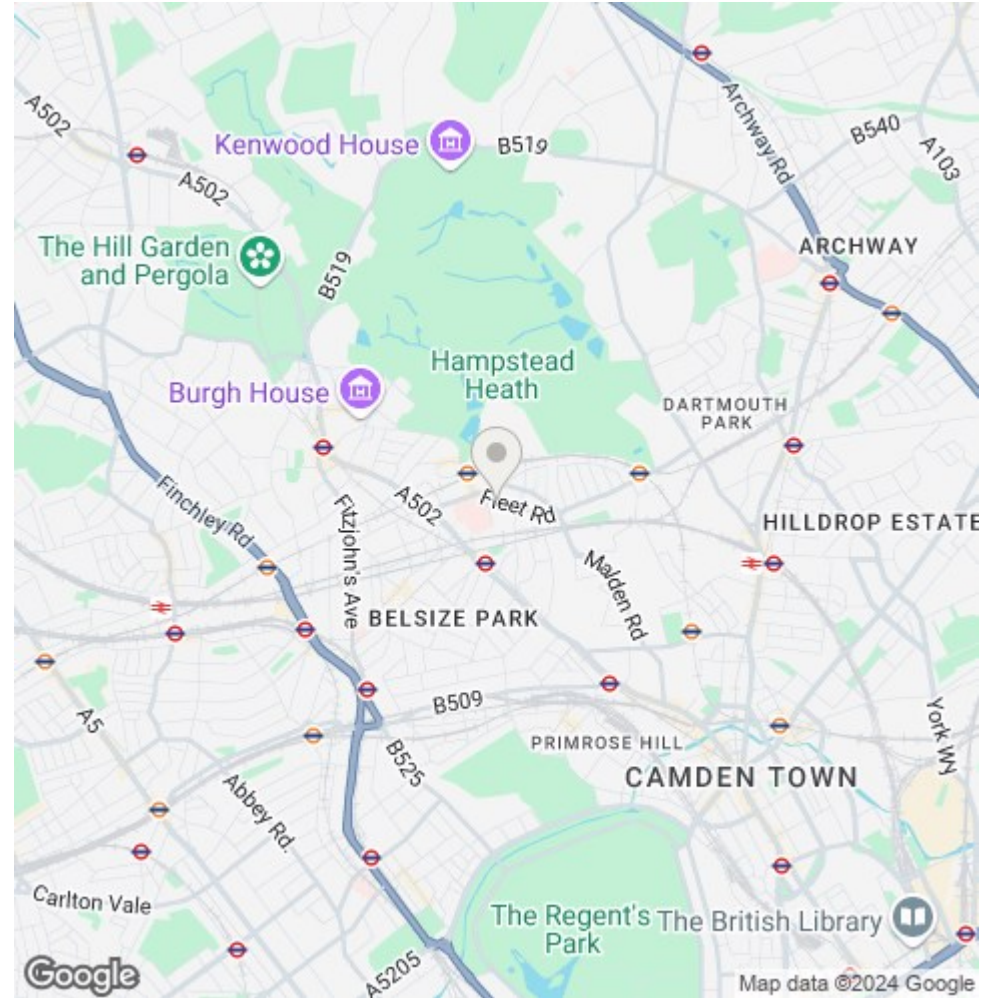 A502
Kenwood House
B519
Archway Rd
B540
A103
A502
The Hill Garden
and Pergola
B519
ARCHWAY
Hampstead
Heath
Burgh House
DARTMOUTH
PARK
Finchley Rd
Fitzjohn's Ave
A502
Fleet Rd
HILLDROP ESTATE
Malden Rd
BELSIZE PARK
B509
A5
PRIMROSE HILL
York Wy
B525
CAMDEN TOWN
Abbey Rd.
Carlton Vale
The Regent's
Park
The British Library
A5205
Google
Map data ©2024 Google